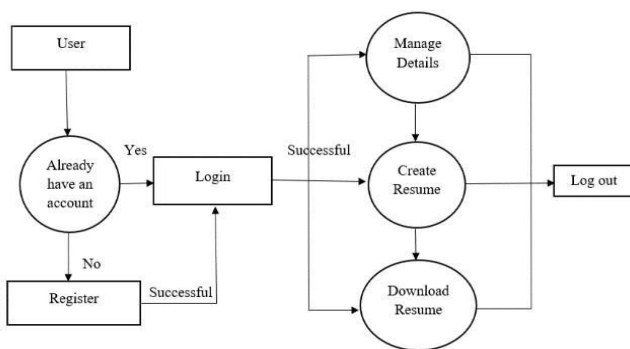 User
Already
have an
account
Yes
No
Register
Successful
Login
Successful
Manage
Details
Create
Resume
Download
Resume
Log out